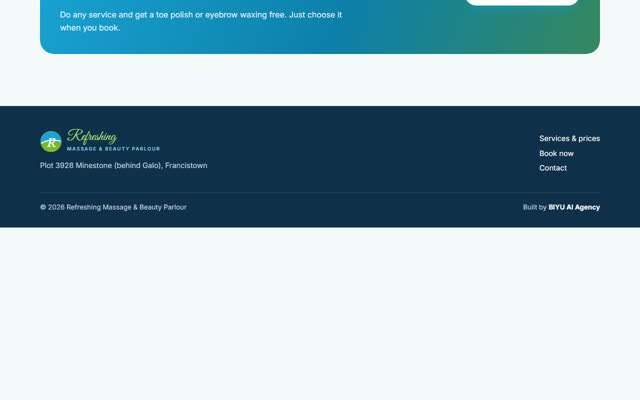 Do any service and get a toe polish or eyebrow waxing free. Just choose it
when you book.
R Refreshing
MASSAGE & BEAUTY PARLOUR
Plot 3928 Minestone (behind Galo), Francistown
Services & prices
Book now
Contact
© 2026 Refreshing Massage & Beauty Parlour
Built by BIYU AI Agency